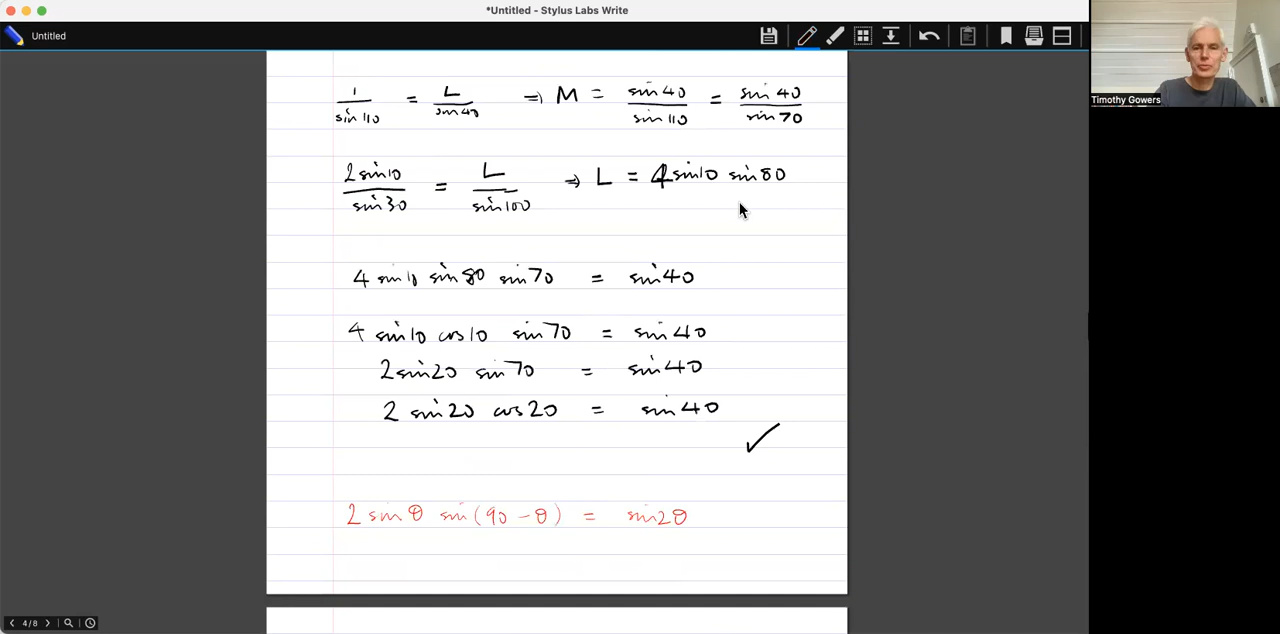 *Untitled - Stylus Labs Write
Untitled
Timothy Gowers
1/sin 110 = L/sin 40 ⇒ M = sin 40/sin 110 = sin 40/sin 70
2 sin 10/sin 30 = L/sin 100 ⇒ L = 4 sin 10 sin 80
4 sin 10 sin 80 sin 70 = sin 40
4 sin 10 cos 10 sin 70 = sin 40
2 sin 20 sin 70 = sin 40
2 sin 20 cos 20 = sin 40
2 sin θ sin (90 - θ) = sin 2θ
4/8